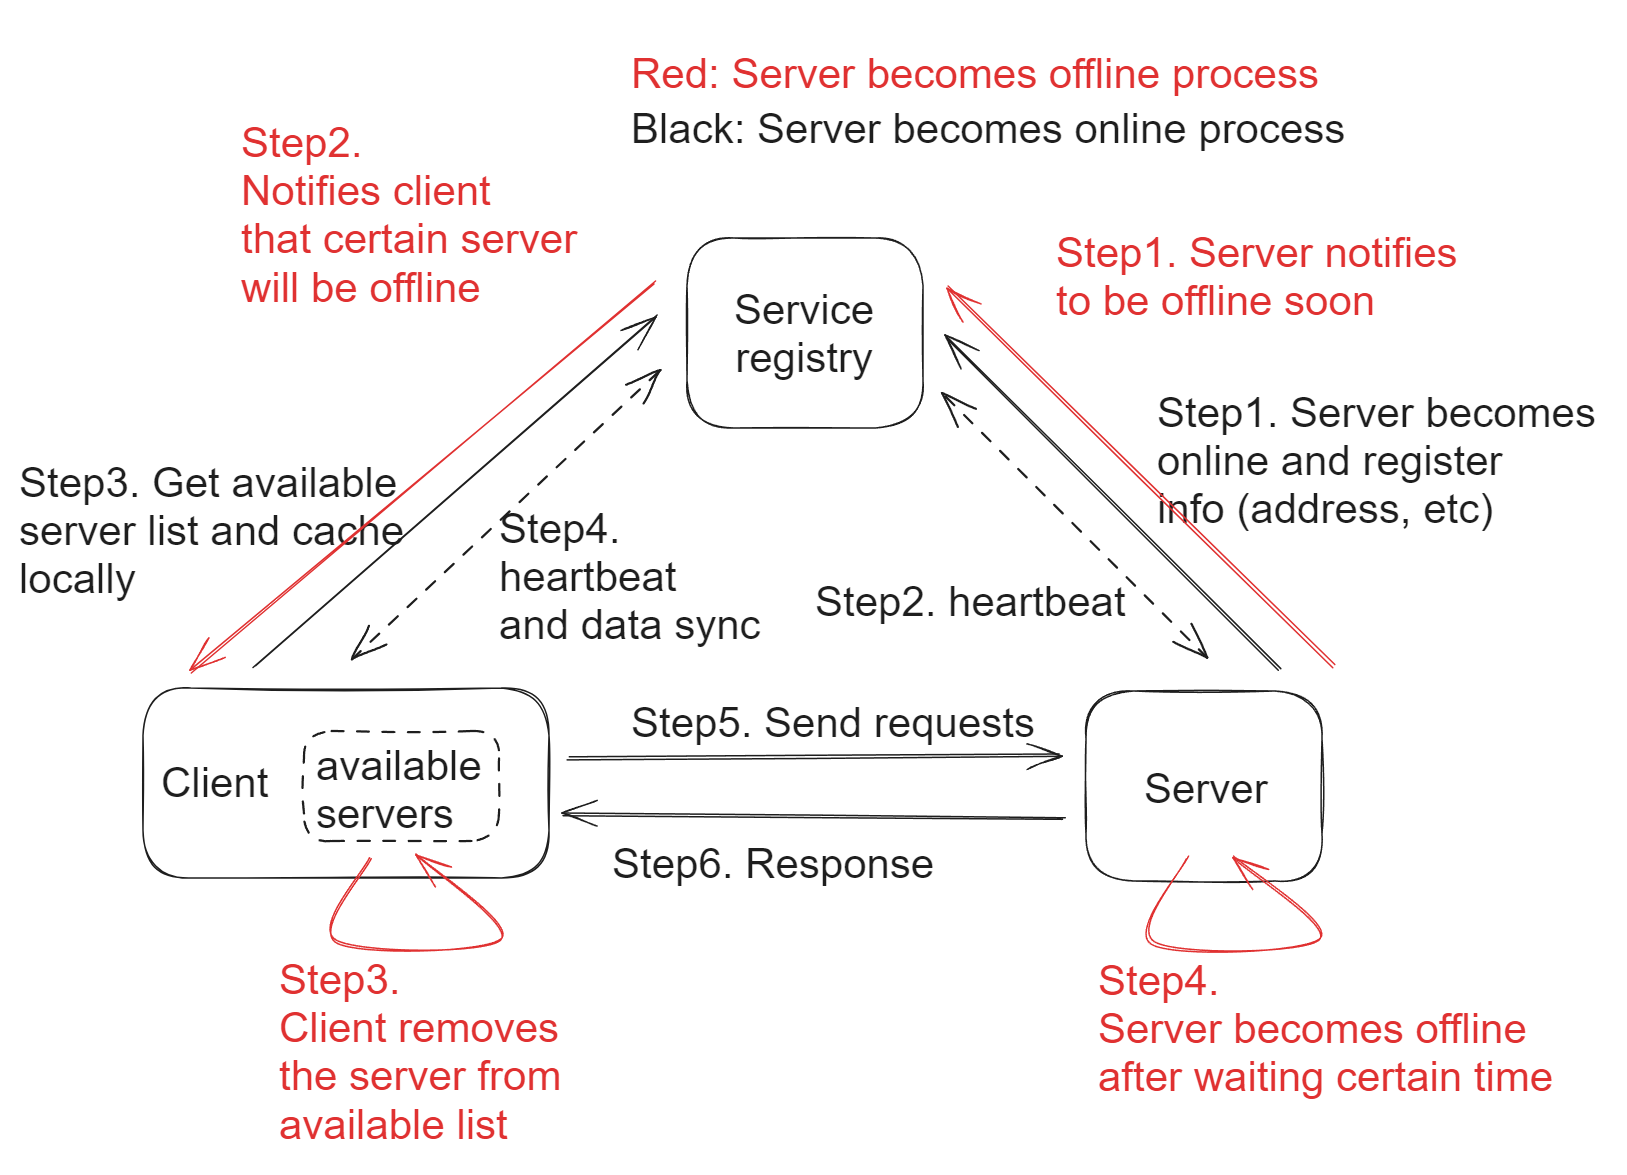 Red: Server becomes offline process
Black: Server becomes online process
Step2.
Notifies client
that certain server
will be offline
Service
registry
Step1. Server notifies
to be offline soon
Step1. Server becomes
online and register
info (address, etc)
Step3. Get available
server list and cache
locally
Step4.
heartbeat
and data sync
Step2. heartbeat
Client
available
servers
Step5. Send requests
Step6. Response
Server
Step3.
Client removes
the server from
available list
Step4.
Server becomes offline
after waiting certain time